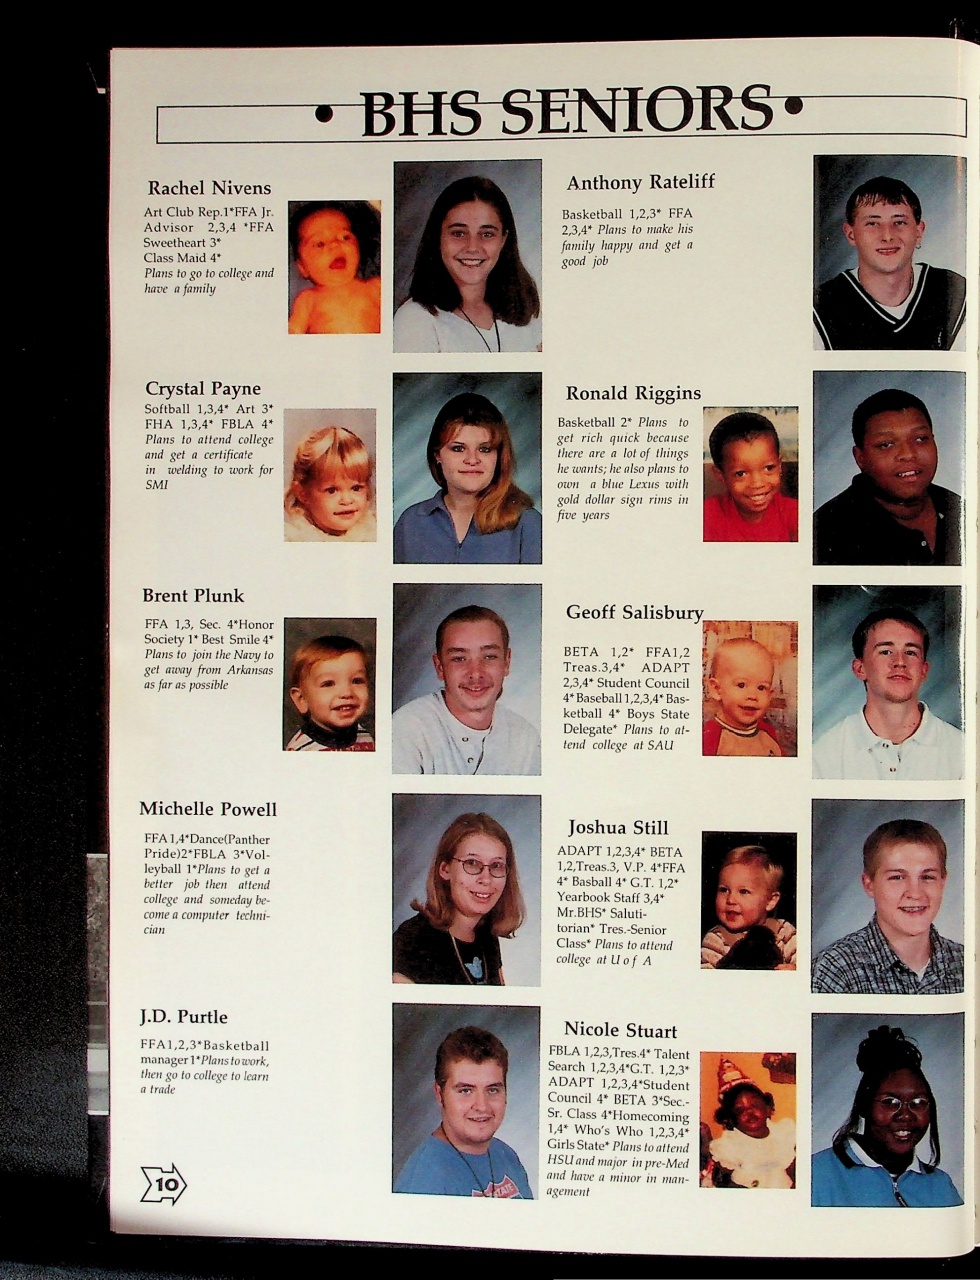 • BHS SENIORS •
Rachel Nivens
Art Club Rep.1*FFA Jr.
Advisor 2,3,4 *FFA
Sweetheart 3*
Class Maid 4*
Plans to go to college and
have a family
Crystal Payne
Softball 1,3,4* Art 3*
FHA 1,3,4* FBLA 4*
Plans to attend college
and get a certificate
in welding to work for
SMI
Brent Plunk
FFA 1,3, Sec. 4*Honor
Society 1* Best Smile 4*
Plans to join the Navy to
get away from Arkansas
as far as possible
Michelle Powell
FFA 1,4*Dance(Panther
Pride)2*FBLA 3*Vol-
leyball 1*Plans to get a
better job then attend
college and someday be-
come a computer techni-
cian
J.D. Purtle
FFA1,2,3*Basketball
manager 1*Plans to work,
then go to college to learn
a trade
Anthony Rateliff
Basketball 1,2,3* FFA
2,3,4* Plans to make his
family happy and get a
good job
Ronald Riggins
Basketball 2* Plans to
get rich quick because
there are a lot of things
he wants; he also plans to
own a blue Lexus with
gold dollar sign rims in
five years
Geoff Salisbury
BETA 1,2* FFA1,2
Treas.3,4* ADAPT
2,3,4* Student Council
4* Baseball 1,2,3,4* Bas-
ketball 4* Boys State
Delegate* Plans to at-
tend college at SAU
Joshua Still
ADAPT 1,2,3,4* BETA
1,2,Treas.3, V.P. 4*FFA
4* Basball 4* G.T. 1,2*
Yearbook Staff 3,4*
Mr.BHS* Saluti-
torian* Tres.-Senior
Class* Plans to attend
college at U of A
Nicole Stuart
FBLA 1,2,3,Tres.4* Talent
Search 1,2,3,4*G.T. 1,2,3*
ADAPT 1,2,3,4*Student
Council 4* BETA 3*Sec.-
Sr. Class 4*Homecoming
1,4* Who's Who 1,2,3,4*
Girls State* Plans to attend
HSU and major in pre-Med
and have a minor in man-
agement
STATE
10